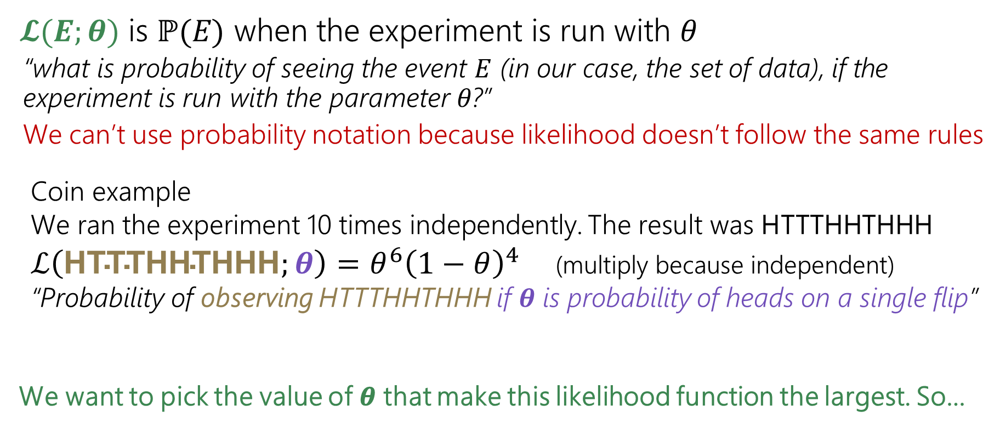 ℒ(E; θ) is ℙ(E) when the experiment is run with θ
“what is probability of seeing the event E (in our case, the set of data), if the
experiment is run with the parameter θ?”
We can’t use probability notation because likelihood doesn’t follow the same rules
Coin example
We ran the experiment 10 times independently. The result was HTTTHHTHHH
ℒ(HT·T·THH·THHH; θ) = θ⁶(1 − θ)⁴ (multiply because independent)
“Probability of observing HTTTHHTHHH if θ is probability of heads on a single flip”
We want to pick the value of θ that make this likelihood function the largest. So...